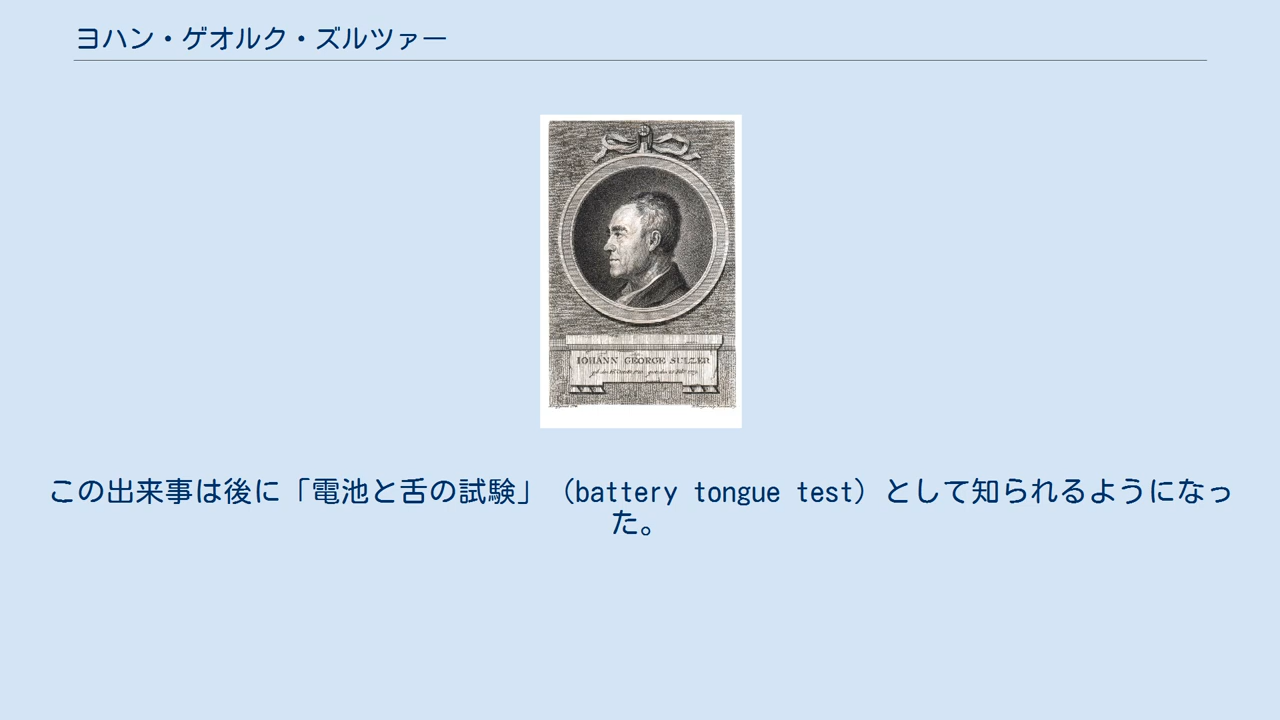 ヨハン・ゲオルク・ズルツァー
IOHANN GEORGE SULZER
この出来事は後に「電池と舌の試験」（battery tongue test）として知られるようになっ
た。